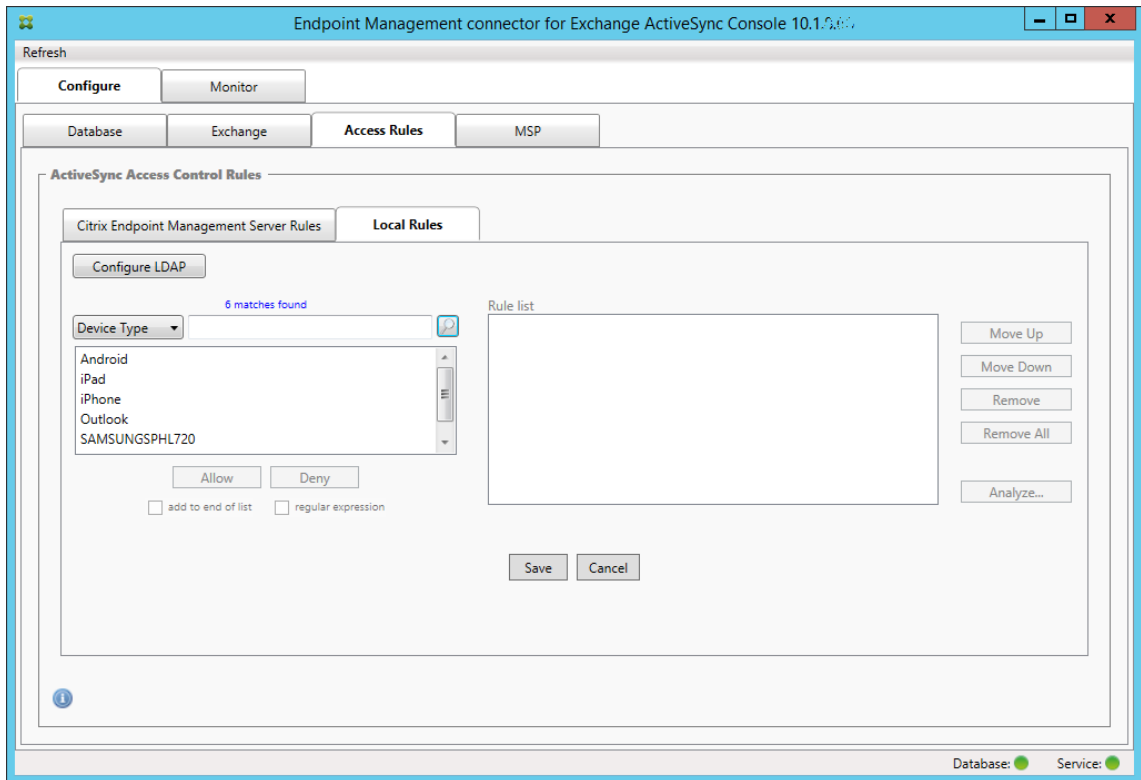 Endpoint Management connector for Exchange ActiveSync Console 10.1.
Refresh
Configure
Monitor
Database
Exchange
Access Rules
MSP
ActiveSync Access Control Rules
Citrix Endpoint Management Server Rules
Local Rules
Configure LDAP
6 matches found
Rule list
Device Type
Android
iPad
iPhone
Outlook
SAMSUNGSPHL720
Move Up
Move Down
Remove
Remove All
Analyze...
Allow
Deny
add to end of list
regular expression
Save
Cancel
Database:
Service: